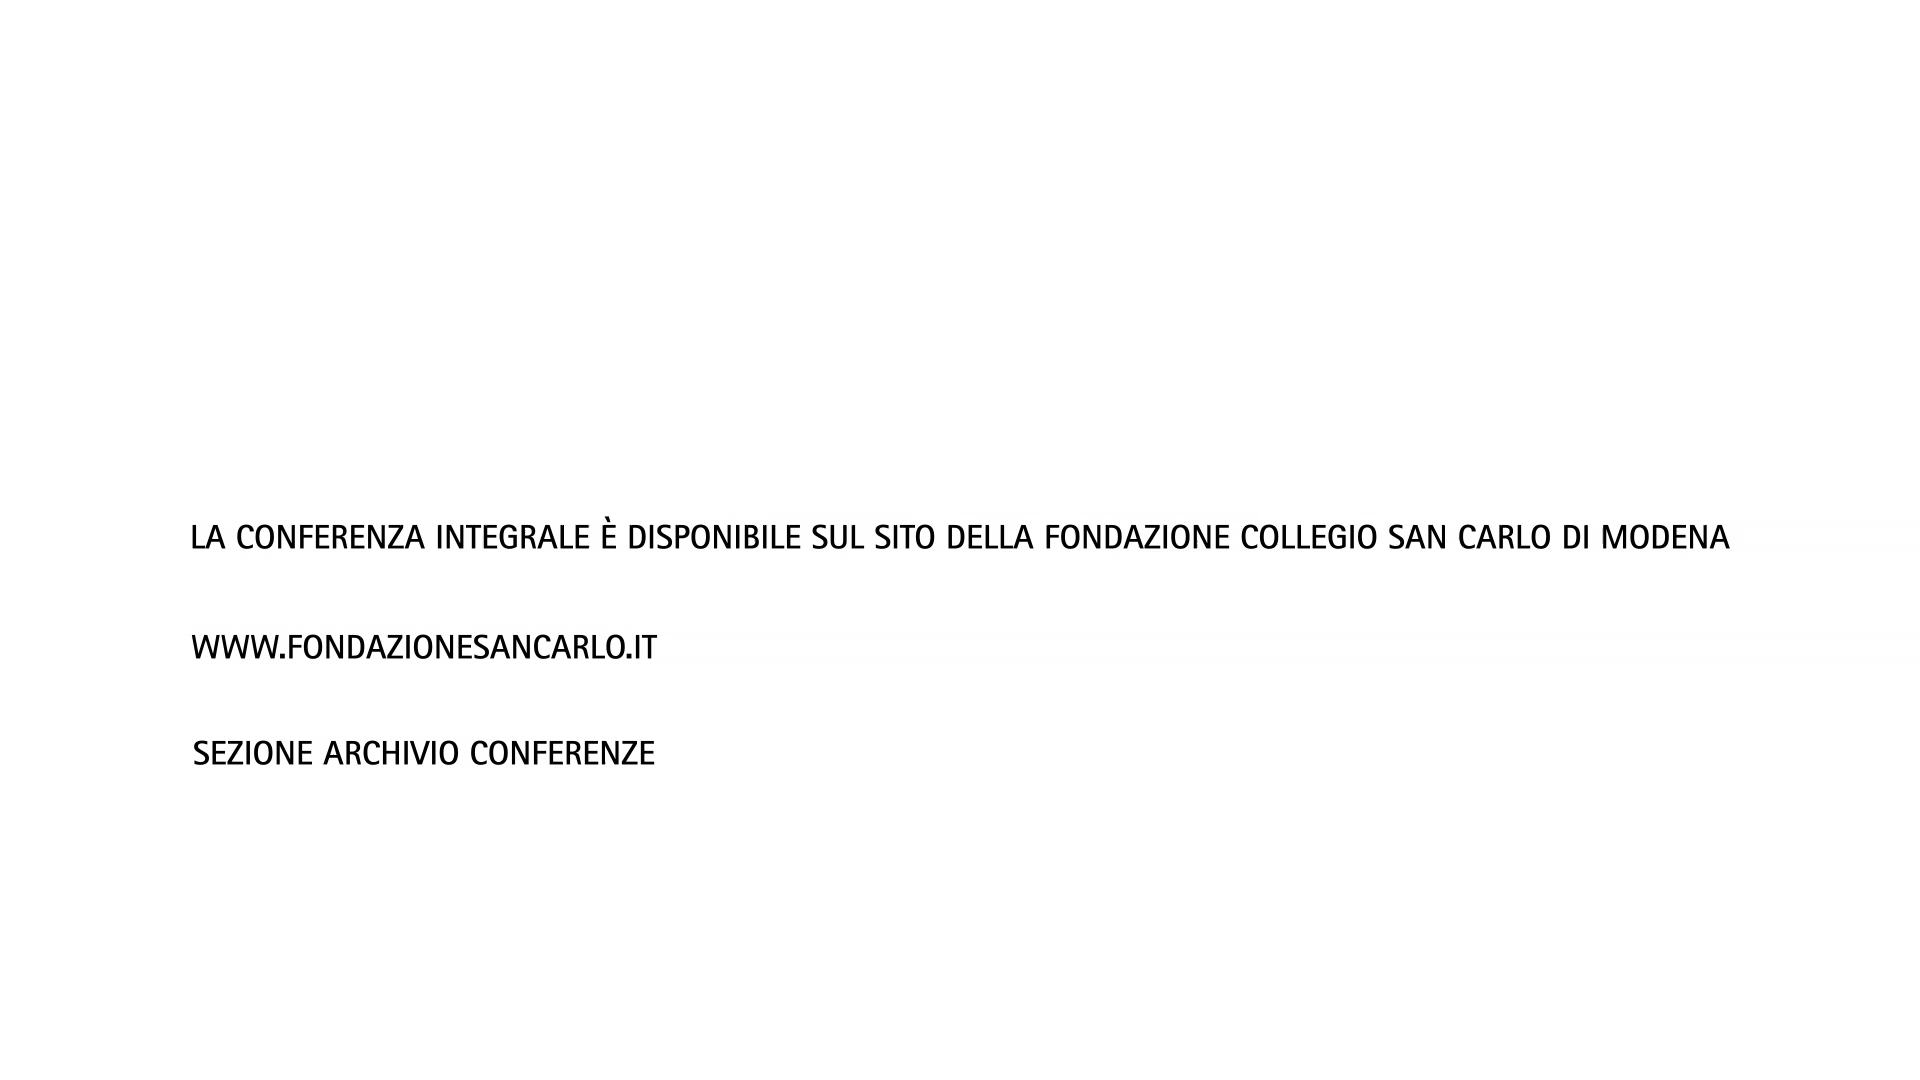 LA CONFERENZA INTEGRALE È DISPONIBILE SUL SITO DELLA FONDAZIONE COLLEGIO SAN CARLO DI MODENA
WWW.FONDAZIONESANCARLO.IT
SEZIONE ARCHIVIO CONFERENZE